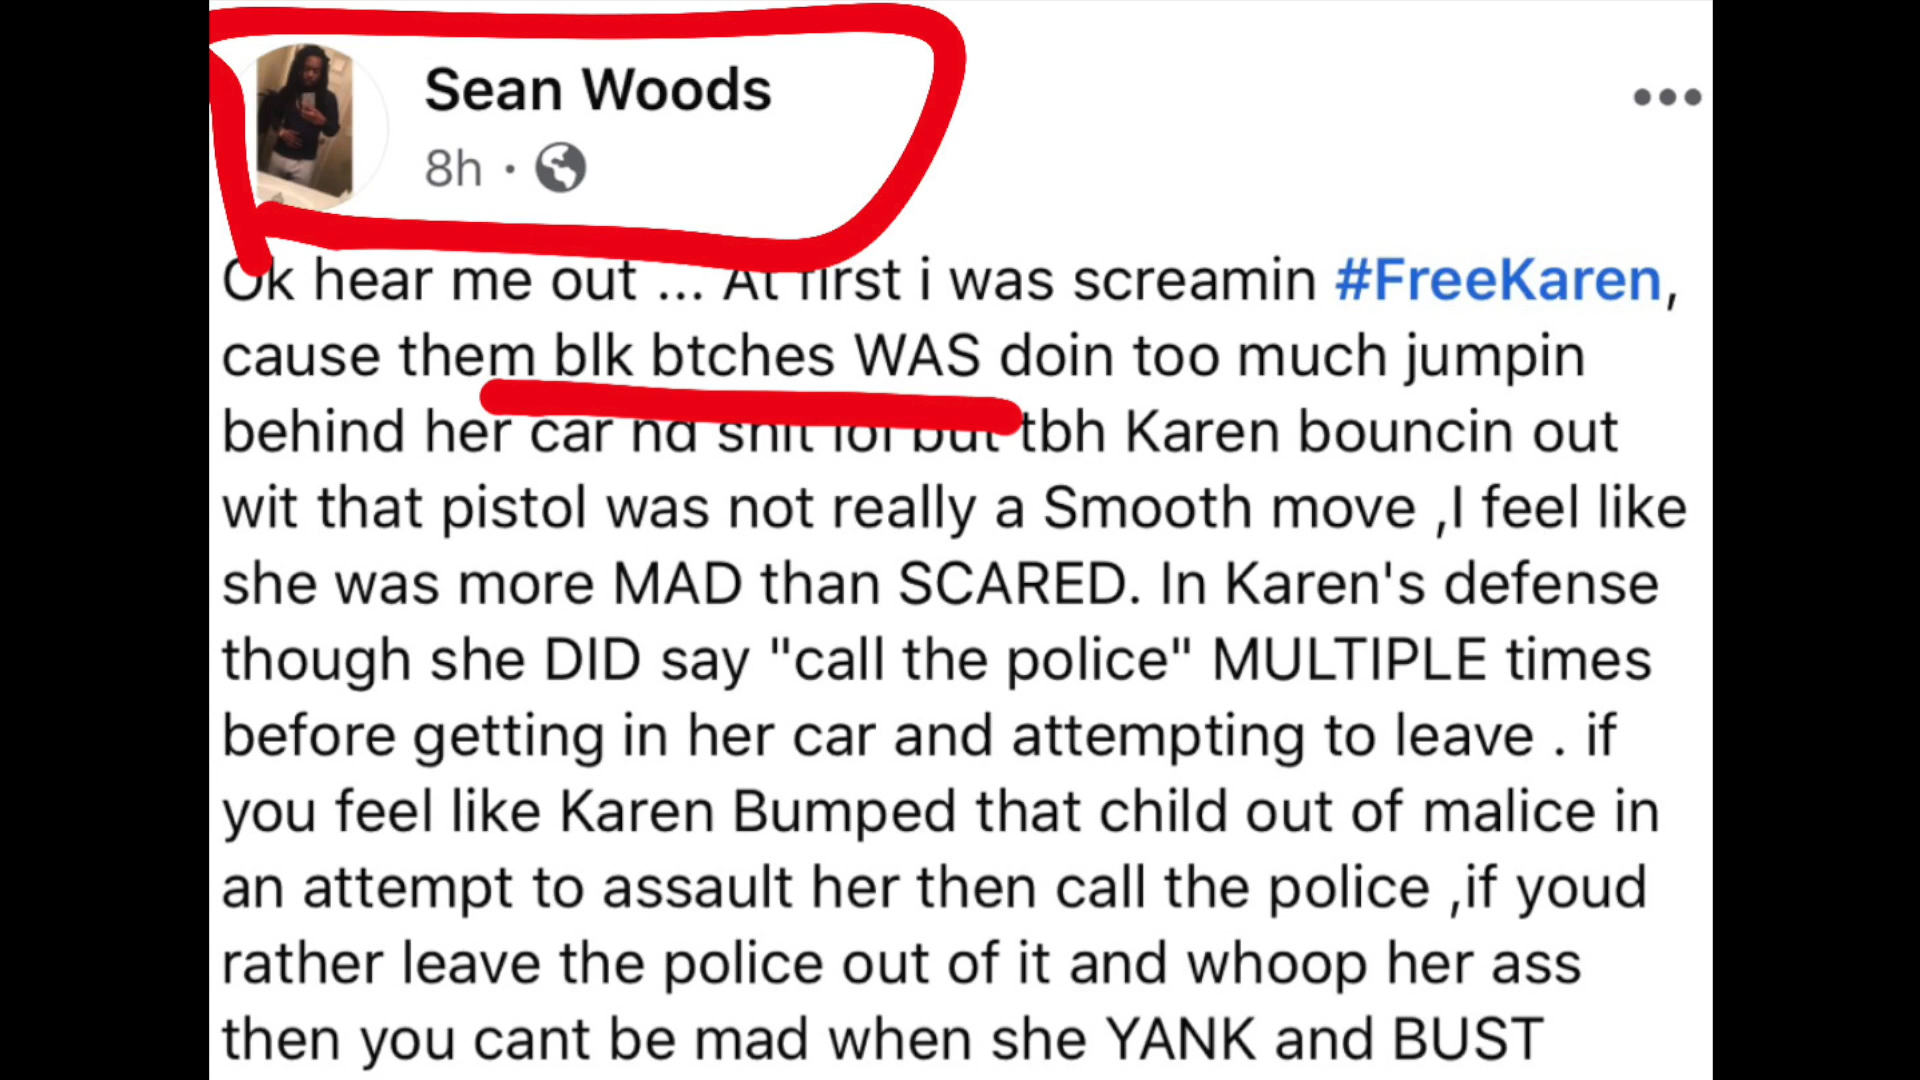 Sean Woods
8h ·
Ok hear me out ... At first i was screamin #FreeKaren,
cause them blk btches WAS doin too much jumpin
behind her car nd shit lol but tbh Karen bouncin out
wit that pistol was not really a Smooth move ,I feel like
she was more MAD than SCARED. In Karen's defense
though she DID say "call the police" MULTIPLE times
before getting in her car and attempting to leave . if
you feel like Karen Bumped that child out of malice in
an attempt to assault her then call the police ,if youd
rather leave the police out of it and whoop her ass
then you cant be mad when she YANK and BUST